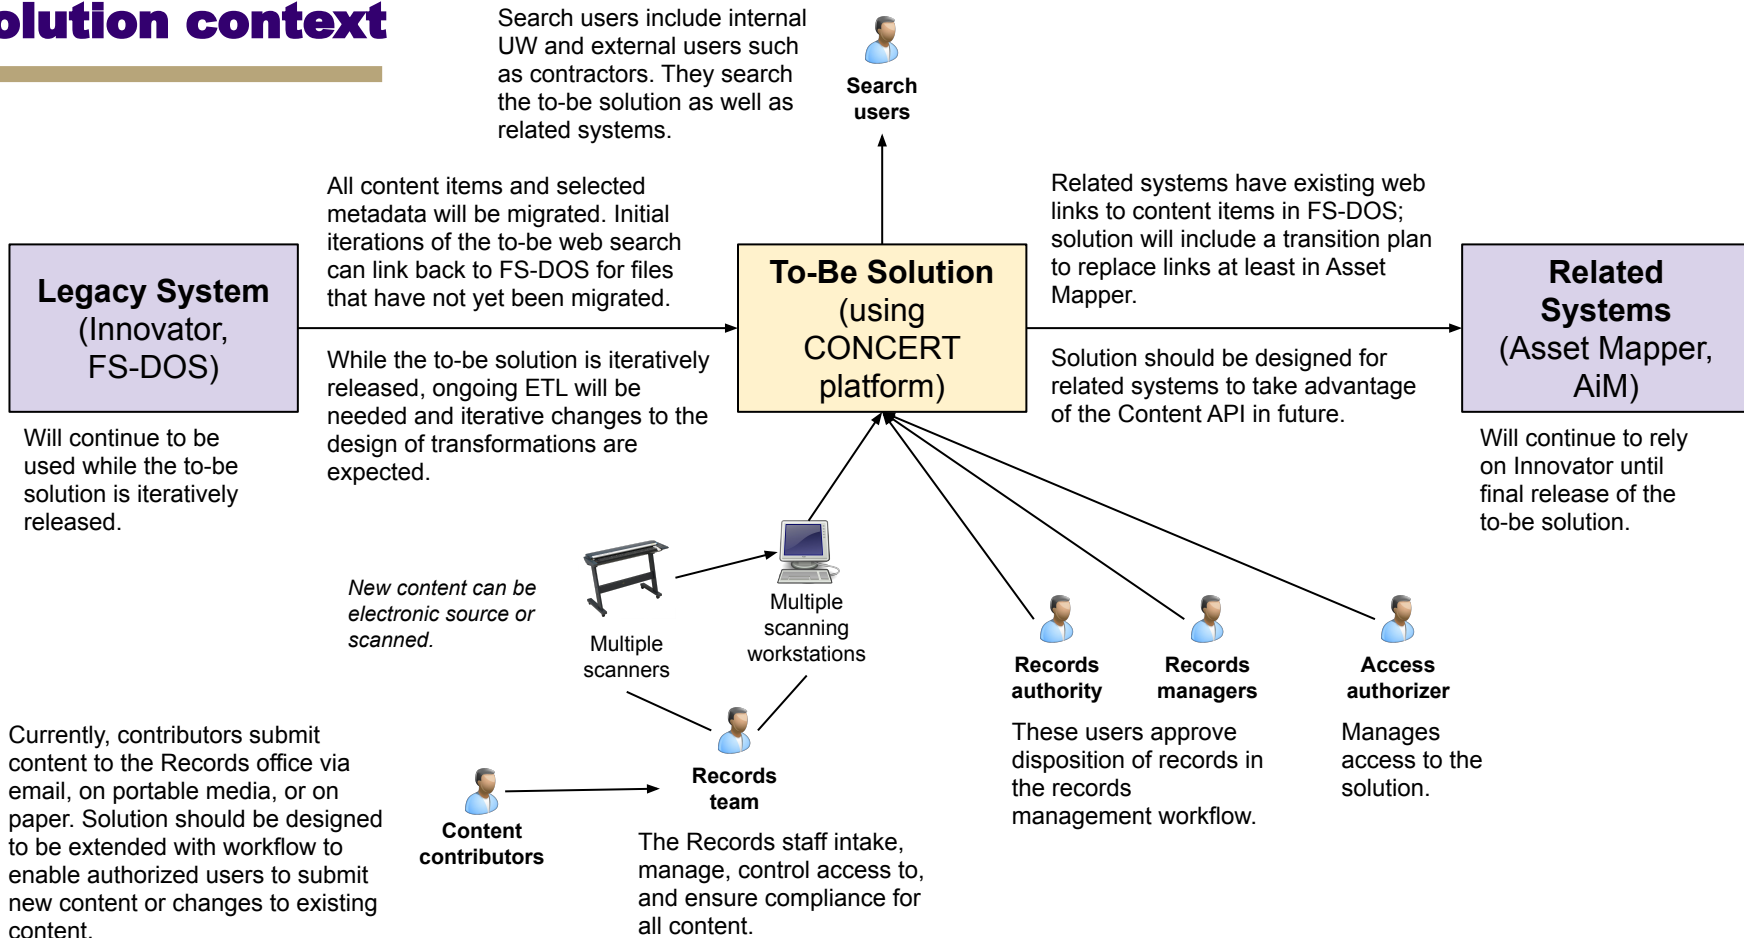 olution context
Search users include internal
UW and external users such
as contractors. They search
the to-be solution as well as
related systems.
Search
users
All content items and selected
metadata will be migrated. Initial
iterations of the to-be web search
can link back to FS-DOS for files
that have not yet been migrated.
Related systems have existing web
links to content items in FS-DOS;
solution will include a transition plan
to replace links at least in Asset
Mapper.
Legacy System
(Innovator,
FS-DOS)
To-Be Solution
(using
CONCERT
platform)
Related
Systems
(Asset Mapper,
AiM)
While the to-be solution is iteratively
released, ongoing ETL will be
needed and iterative changes to the
design of transformations are
expected.
Solution should be designed for
related systems to take advantage
of the Content API in future.
Will continue to be
used while the to-be
solution is iteratively
released.
Will continue to rely
on Innovator until
final release of the
to-be solution.
New content can be
electronic source or
scanned.
Multiple
scanners
Multiple
scanning
workstations
Records
authority
Records
managers
Access
authorizer
These users approve
disposition of records in
the records
management workflow.
Manages
access to the
solution.
Currently, contributors submit
content to the Records office via
email, on portable media, or on
paper. Solution should be designed
to be extended with workflow to
enable authorized users to submit
new content or changes to existing
content.
Content
contributors
Records
team
The Records staff intake,
manage, control access to,
and ensure compliance for
all content.